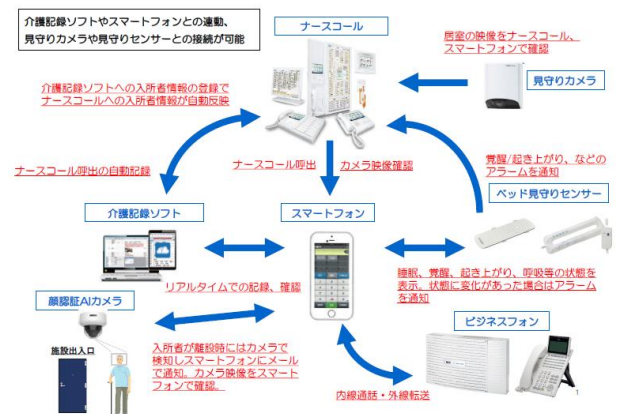 介護記録ソフトやスマートフォンとの連動、
見守りカメラや見守りセンサーとの接続が可能
ナースコール
居室の映像をナースコール、
スマートフォンで確認
見守りカメラ
介護記録ソフトへの入所者情報の登録で
ナースコールへの入所者情報が自動反映
ナースコール呼出の自動記録
ナースコール呼出
カメラ映像確認
覚醒/起き上がり、などの
アラームを通知
ベッド見守りセンサー
介護記録ソフト
スマートフォン
リアルタイムでの記録、確認
睡眠、覚醒、起き上がり、呼吸等の状態を
表示。状態に変化があった場合はアラーム
を通知
顔認証AIカメラ
施設出入口
入所者が離設時にはカメラで
検知しスマートフォンにメール
で通知。カメラ映像をスマート
フォンで確認。
ビジネスフォン
内線通話・外線転送
1